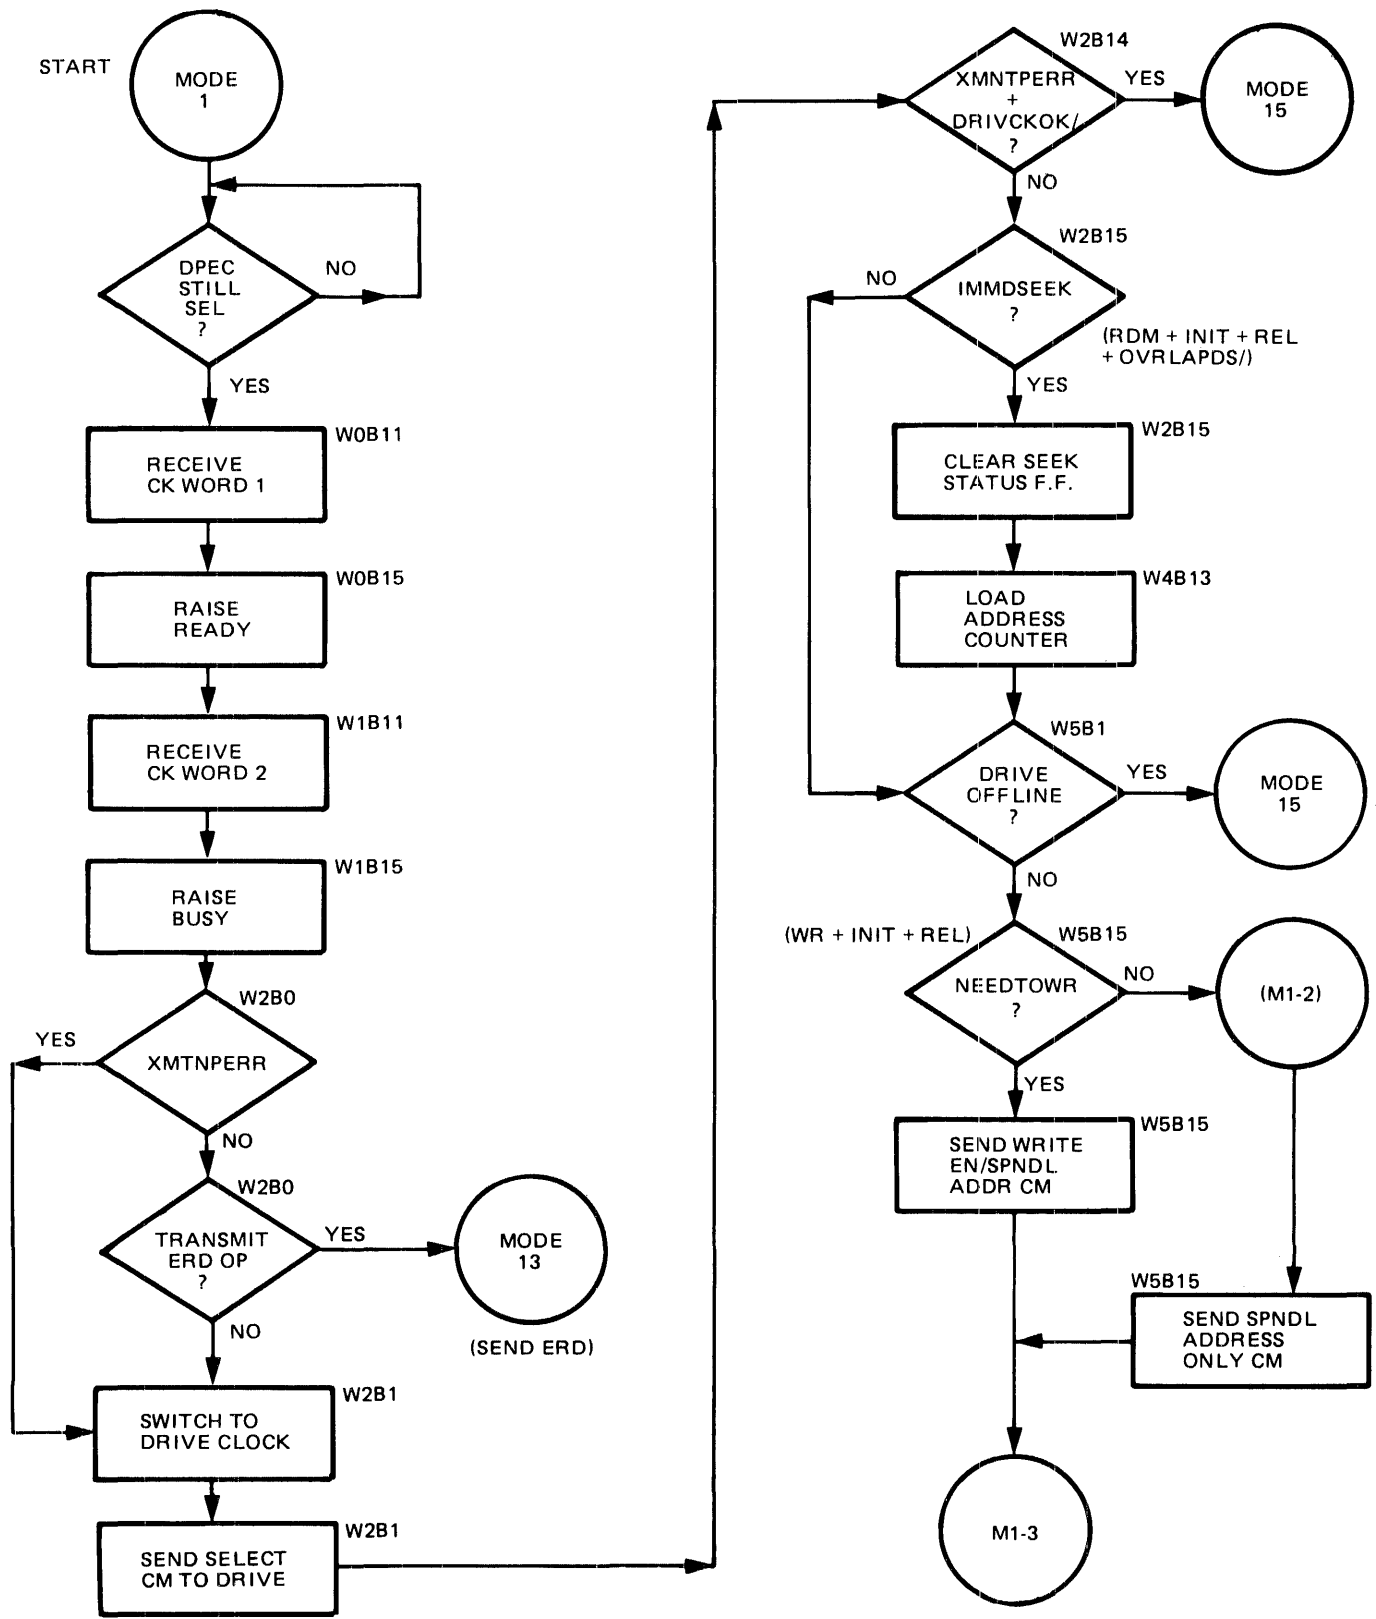 START
MODE
1
DPEC
STILL
SEL
?
NO
YES
W0B11
RECEIVE
CK WORD 1
W0B15
RAISE
READY
W1B11
RECEIVE
CK WORD 2
W1B15
RAISE
BUSY
W2B0
YES
XMTNPERR
NO
W2B0
TRANSMIT
ERD OP
?
YES
MODE
13
(SEND ERD)
NO
W2B1
SWITCH TO
DRIVE CLOCK
W2B1
SEND SELECT
CM TO DRIVE
W2B14
XMNTPERR
+
DRIVCKOK/
?
YES
MODE
15
NO
W2B15
NO
IMMDSEEK
?
(RDM + INIT + REL
+ OVRLAPDS/)
YES
W2B15
CLEAR SEEK
STATUS F.F.
W4B13
LOAD
ADDRESS
COUNTER
W5B1
DRIVE
OFFLINE
?
YES
MODE
15
NO
(WR + INIT + REL)
W5B15
NEEDTOWR
?
NO
(M1-2)
YES
W5B15
SEND WRITE
EN/SPNDL
ADDR CM
W5B15
SEND SPNDL
ADDRESS
ONLY CM
M1-3